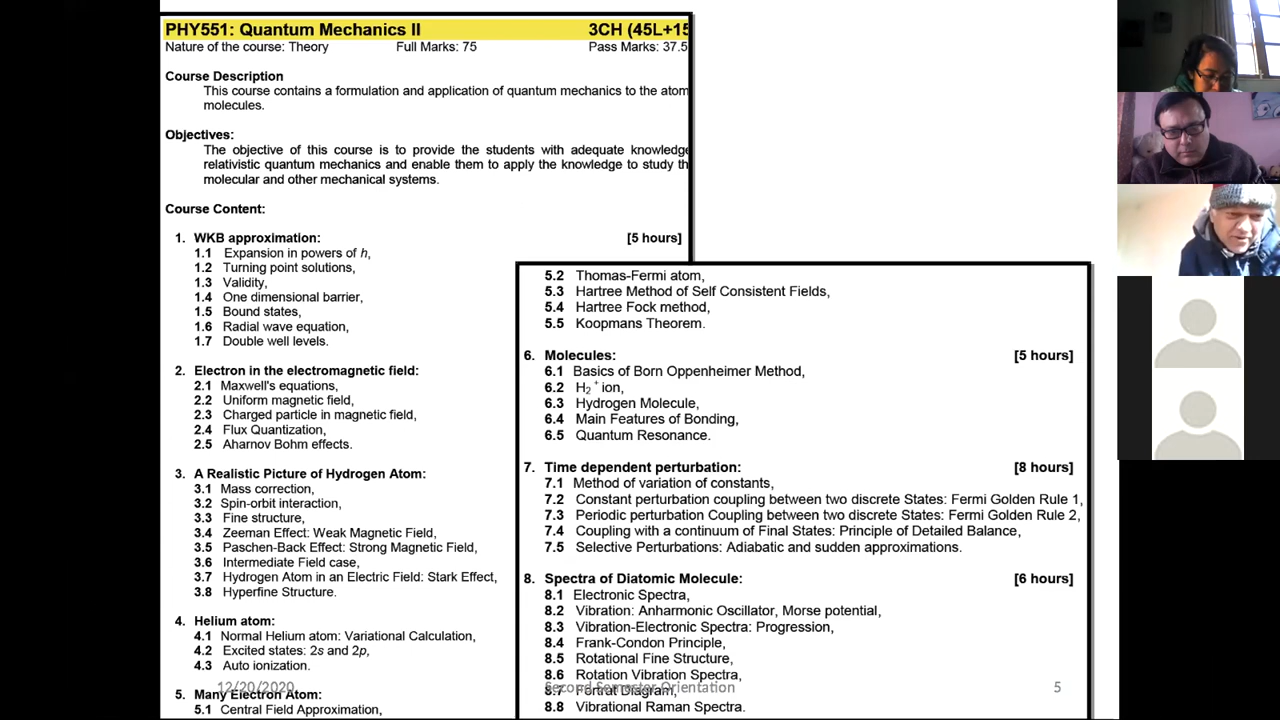 PHY551: Quantum Mechanics II 3CH (45L+15
Nature of the course: Theory Full Marks: 75 Pass Marks: 37.5
Course Description
This course contains a formulation and application of quantum mechanics to the atom
molecules.
Objectives:
The objective of this course is to provide the students with adequate knowledge
relativistic quantum mechanics and enable them to apply the knowledge to study th
molecular and other mechanical systems.
Course Content:
1. WKB approximation: [5 hours]
1.1 Expansion in powers of h,
1.2 Turning point solutions,
1.3 Validity,
1.4 One dimensional barrier,
1.5 Bound states,
1.6 Radial wave equation,
1.7 Double well levels.
2. Electron in the electromagnetic field:
2.1 Maxwell's equations,
2.2 Uniform magnetic field,
2.3 Charged particle in magnetic field,
2.4 Flux Quantization,
2.5 Aharnov Bohm effects.
3. A Realistic Picture of Hydrogen Atom:
3.1 Mass correction,
3.2 Spin-orbit interaction,
3.3 Fine structure,
3.4 Zeeman Effect: Weak Magnetic Field,
3.5 Paschen-Back Effect: Strong Magnetic Field,
3.6 Intermediate Field case,
3.7 Hydrogen Atom in an Electric Field: Stark Effect,
3.8 Hyperfine Structure.
4. Helium atom:
4.1 Normal Helium atom: Variational Calculation,
4.2 Excited states: 2s and 2p,
4.3 Auto ionization.
5. Many Electron Atom:
5.1 Central Field Approximation,
5.2 Thomas-Fermi atom,
5.3 Hartree Method of Self Consistent Fields,
5.4 Hartree Fock method,
5.5 Koopmans Theorem.
6. Molecules: [5 hours]
6.1 Basics of Born Oppenheimer Method,
6.2 H₂⁺ ion,
6.3 Hydrogen Molecule,
6.4 Main Features of Bonding,
6.5 Quantum Resonance.
7. Time dependent perturbation: [8 hours]
7.1 Method of variation of constants,
7.2 Constant perturbation coupling between two discrete States: Fermi Golden Rule 1,
7.3 Periodic perturbation Coupling between two discrete States: Fermi Golden Rule 2,
7.4 Coupling with a continuum of Final States: Principle of Detailed Balance,
7.5 Selective Perturbations: Adiabatic and sudden approximations.
8. Spectra of Diatomic Molecule: [6 hours]
8.1 Electronic Spectra,
8.2 Vibration: Anharmonic Oscillator, Morse potential,
8.3 Vibration-Electronic Spectra: Progression,
8.4 Frank-Condon Principle,
8.5 Rotational Fine Structure,
8.6 Rotation Vibration Spectra,
8.7 Fortrat Diagram,
8.8 Vibrational Raman Spectra.
12/20/2020 Second Semester Orientation 5